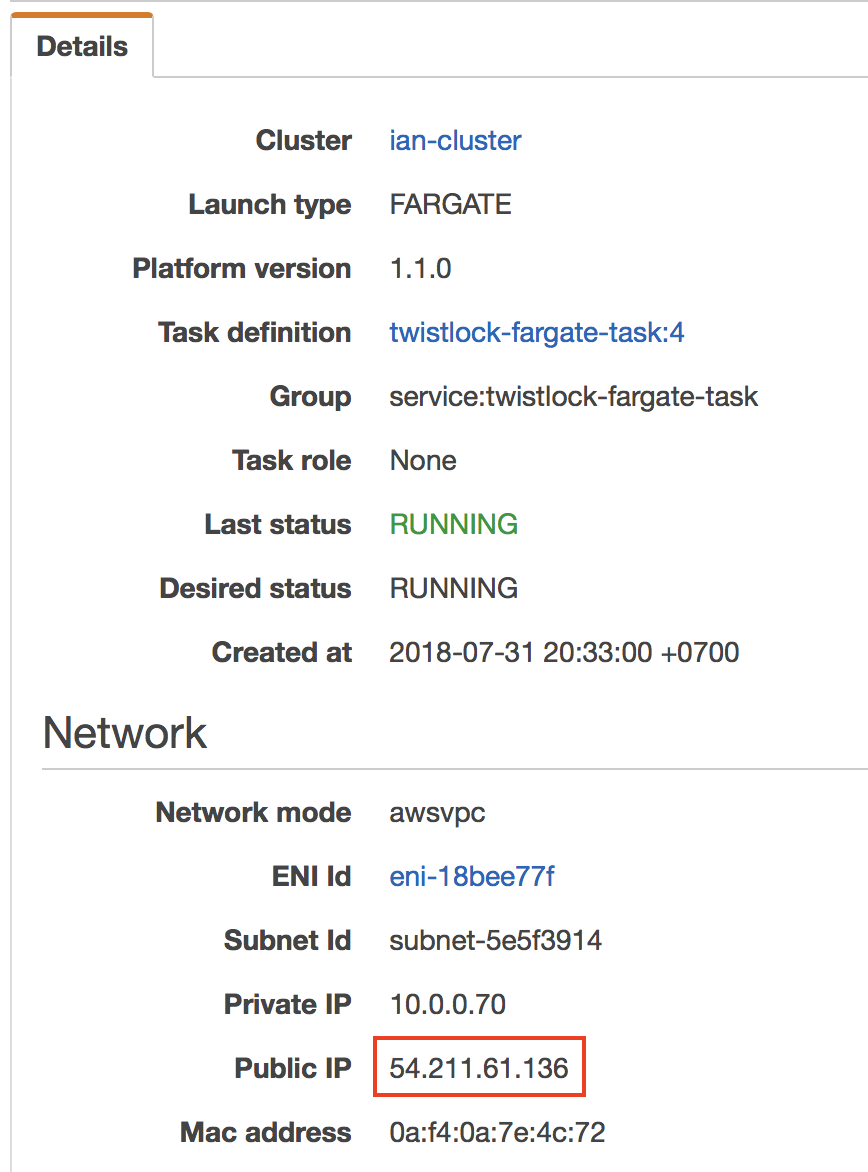 Details
Cluster ian-cluster
Launch type FARGATE
Platform version 1.1.0
Task definition twistlock-fargate-task:4
Group service:twistlock-fargate-task
Task role None
Last status RUNNING
Desired status RUNNING
Created at 2018-07-31 20:33:00 +0700
Network
Network mode awsvpc
ENI Id eni-18bee77f
Subnet Id subnet-5e5f3914
Private IP 10.0.0.70
Public IP 54.211.61.136
Mac address 0a:f4:0a:7e:4c:72